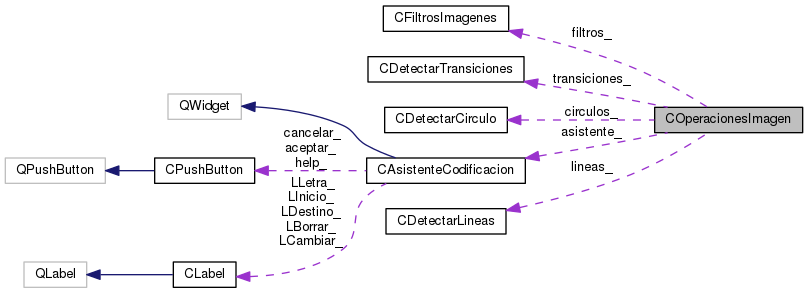 CFiltrosImagenes
filtros_
CDetectarTransiciones
transiciones_
QWidget
CDetectarCirculo
circulos_
COperacionesImagen
cancelar_
aceptar_
help_
asistente_
QPushButton
CPushButton
CAsistenteCodificacion
lineas_
LLetra_
LInicio_
LDestino_
LBorrar_
LCambiar_
CDetectarLineas
QLabel
CLabel